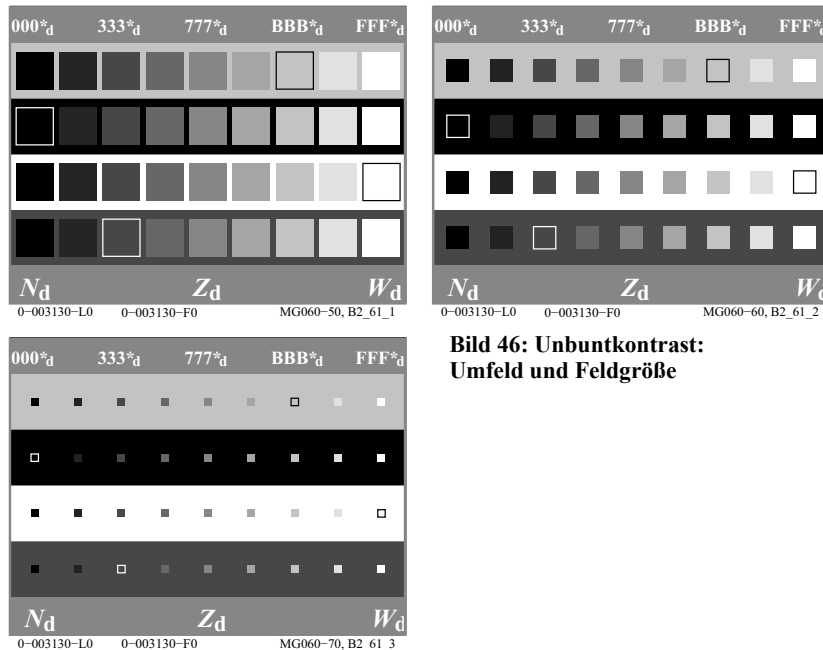 000*d 333*d 777*d BBB*d FFF*d
Nd Zd Wd
0−003130−L0 0−003130−F0 MG060−50, B2_61_1
000*d 333*d 777*d BBB*d FFF*d
Nd Zd Wd
0−003130−L0 0−003130−F0 MG060−60, B2_61_2
Bild 46: Unbuntkontrast:
Umfeld und Feldgröße
000*d 333*d 777*d BBB*d FFF*d
Nd Zd Wd
0−003130−L0 0−003130−F0 MG060−70, B2_61_3